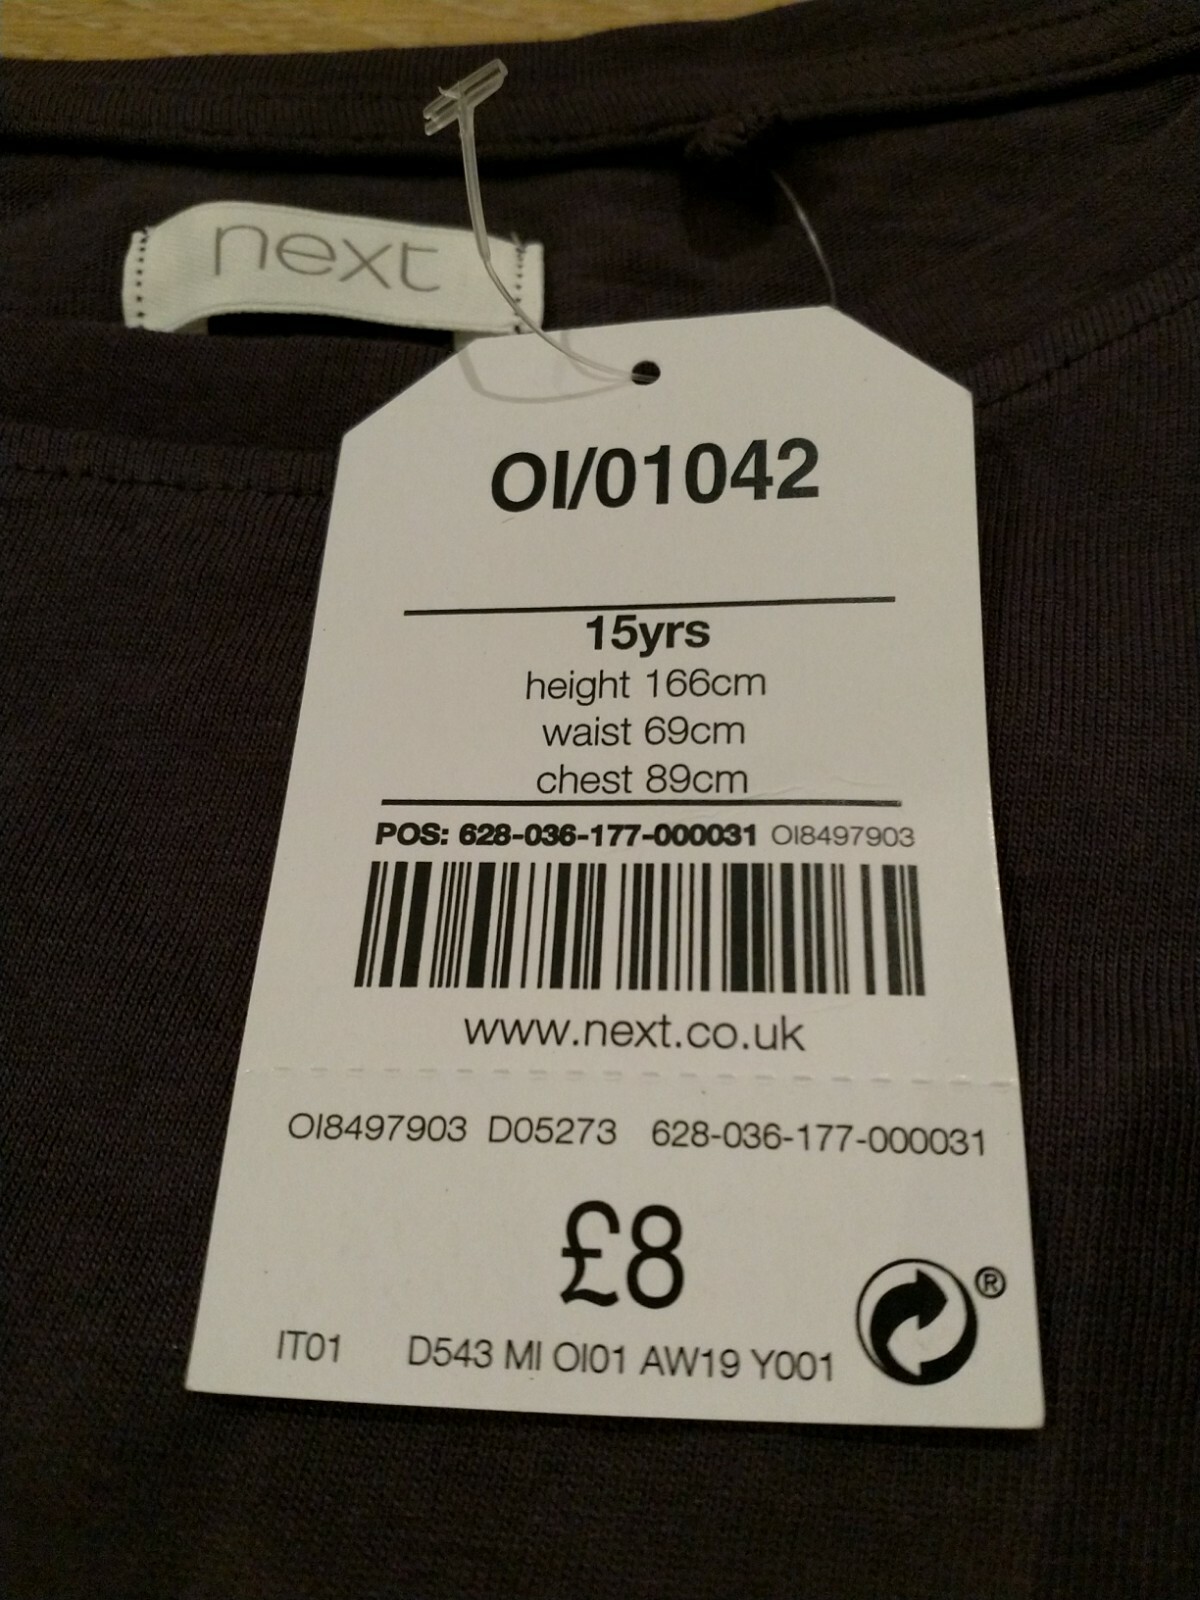 next
OI/01042
15yrs
height 166cm
waist 69cm
chest 89cm
POS: 628-036-177-000031 OI8497903
www.next.co.uk
OI8497903 D05273 628-036-177-000031
£8
®
IT01 D543 MI OI01 AW19 Y001